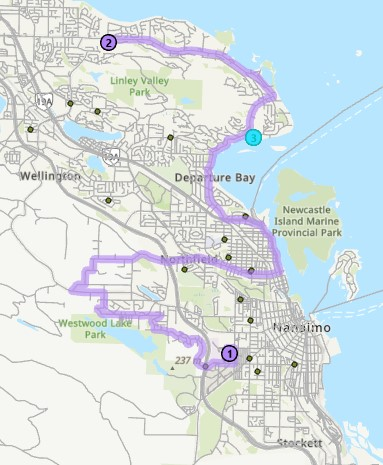 2
Linley Valley
Park
19A
3
19A
Departure Bay
Wellington
Newcastle
Island Marine
Provincial Park
Northfield
Nanaimo
Westwood Lake
Park
1
237 m
Stockett